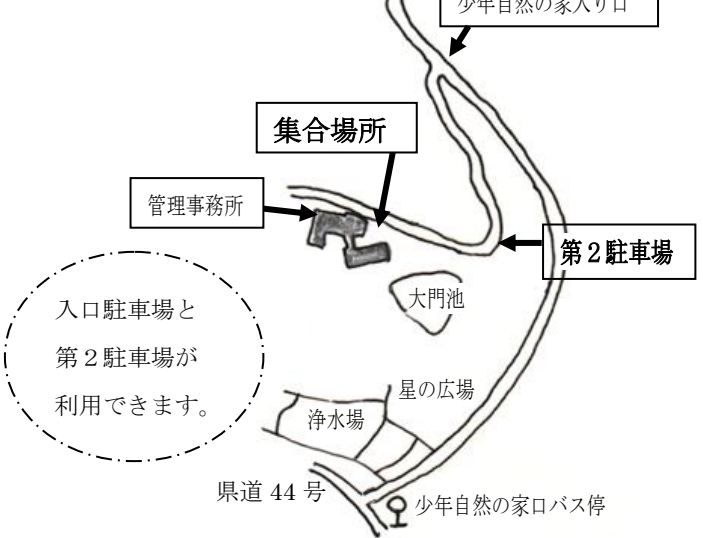 少年自然の家入り口
集合場所
管理事務所
第2駐車場
大門池
入口駐車場と
第２駐車場が
利用できます。
星の広場
浄水場
県道 44 号
少年自然の家口バス停